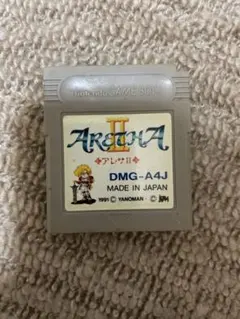 Nintendo GAME BOY
II
ARETHA
アレサII
DMG-A4J
MADE IN JAPAN
1991 © YANOMAN ©